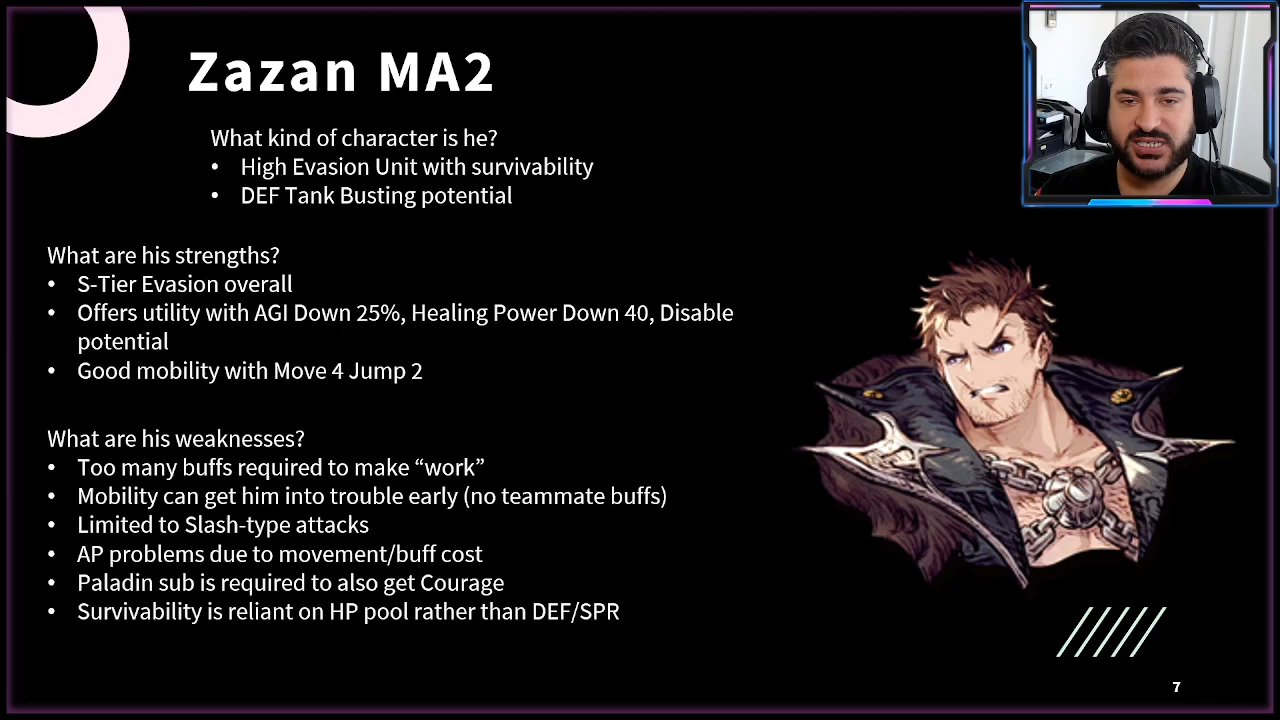 Zazan MA2
What kind of character is he?
• High Evasion Unit with survivability
• DEF Tank Busting potential
What are his strengths?
• S-Tier Evasion overall
• Offers utility with AGI Down 25%, Healing Power Down 40, Disable
potential
• Good mobility with Move 4 Jump 2
What are his weaknesses?
• Too many buffs required to make “work”
• Mobility can get him into trouble early (no teammate buffs)
• Limited to Slash-type attacks
• AP problems due to movement/buff cost
• Paladin sub is required to also get Courage
• Survivability is reliant on HP pool rather than DEF/SPR
7